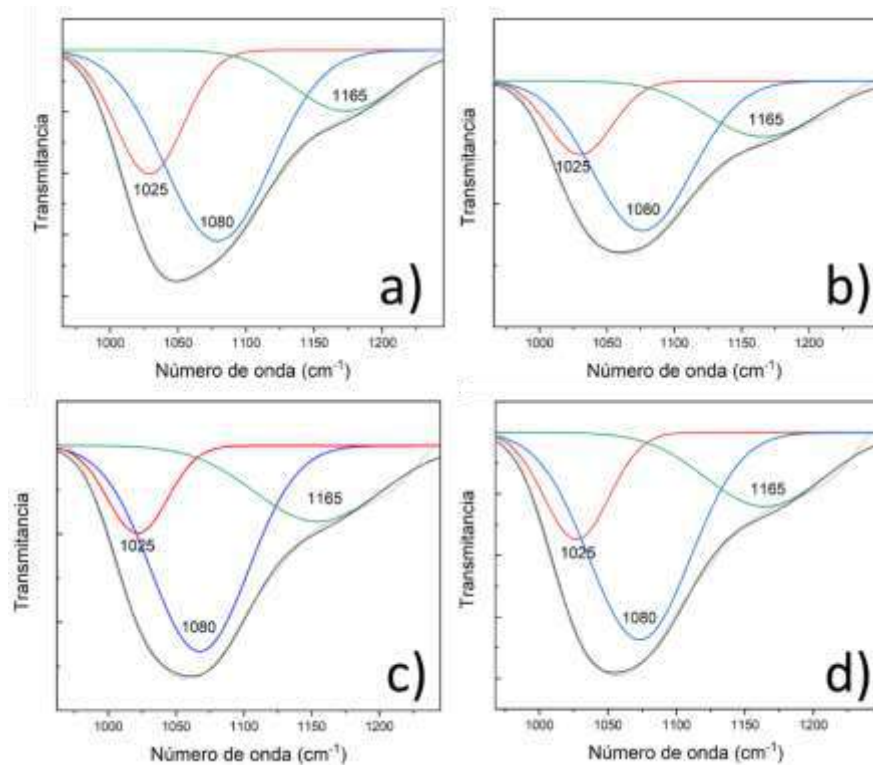 Transmitancia
1165
1025
1080
a)
1000 1050 1100 1150 1200
Número de onda (cm⁻¹)
Transmitancia
1165
1025
1080
b)
1000 1050 1100 1150 1200
Número de onda (cm⁻¹)
Transmitancia
1165
1025
1080
c)
1000 1050 1100 1150 1200
Número de onda (cm⁻¹)
Transmitancia
1165
1025
1080
d)
1000 1050 1100 1150 1200
Número de onda (cm⁻¹)